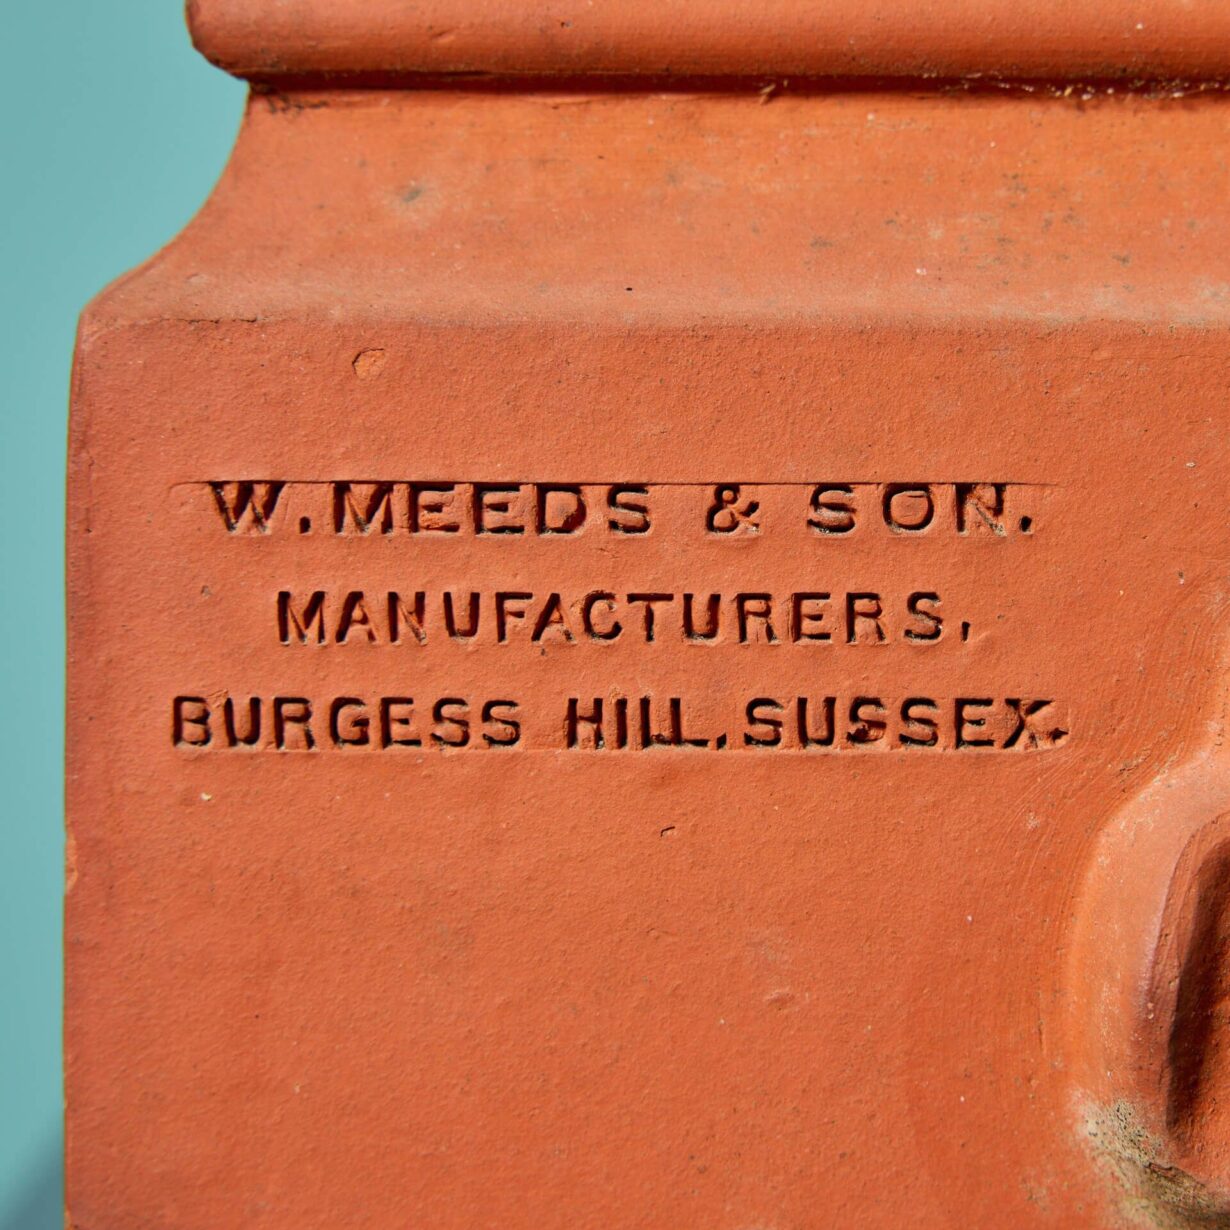 W. MEEDS & SON.
MANUFACTURERS,
BURGESS HILL, SUSSEX.